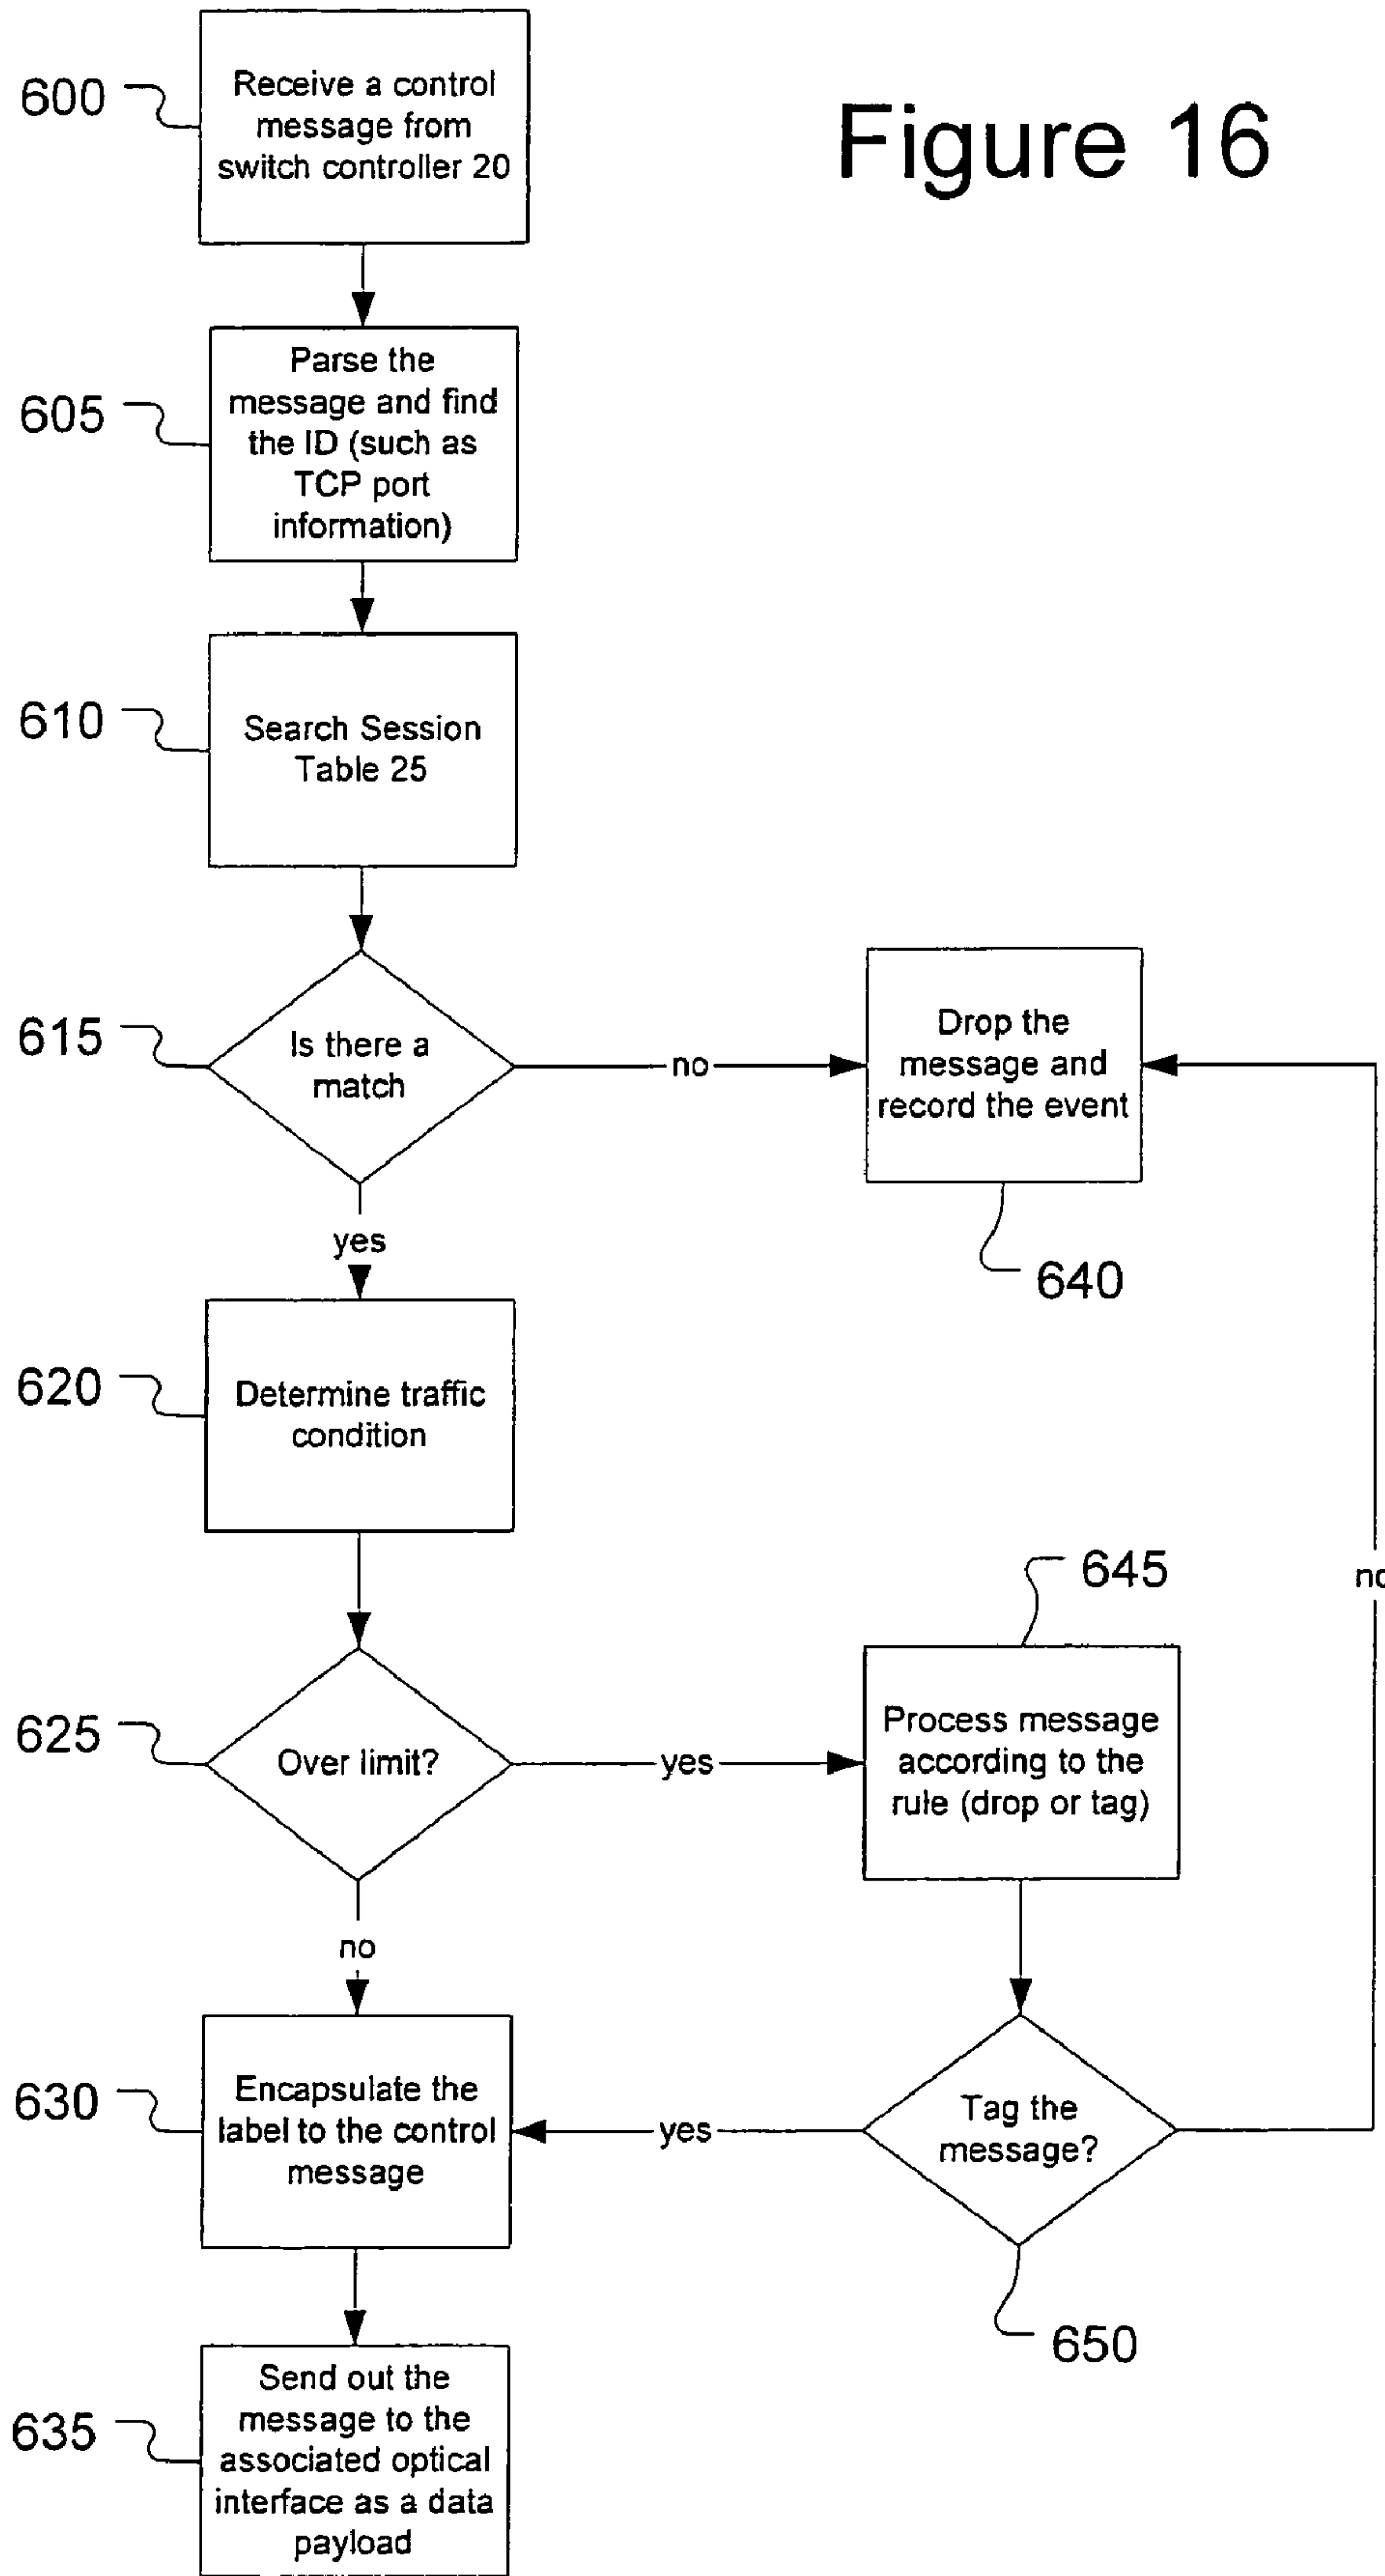 Figure 16
600
Receive a control
message from
switch controller 20
605
Parse the
message and find
the ID (such as
TCP port
information)
610
Search Session
Table 25
615
Is there a
match
no
Drop the
message and
record the event
640
yes
620
Determine traffic
condition
625
Over limit?
yes
645
Process message
according to the
rule (drop or tag)
no
no
630
Encapsulate the
label to the control
message
yes
Tag the
message?
650
635
Send out the
message to the
associated optical
interface as a data
payload